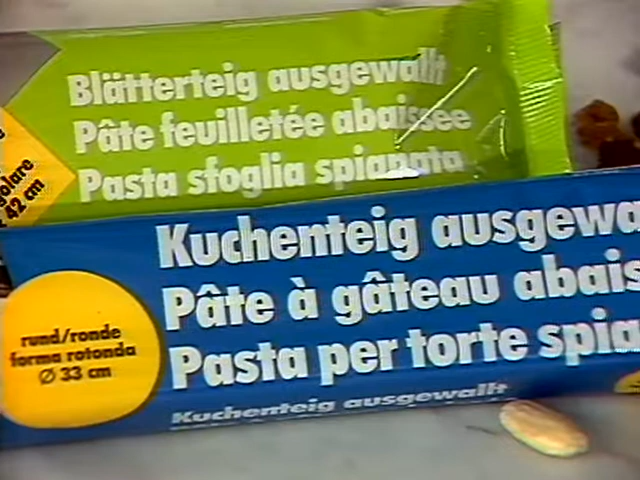 Blätterteig ausgewallt
Pâte feuilletée abaissée
Pasta sfoglia spianata
42 cm
Kuchenteig ausgewa
Pâte à gâteau abais
Pasta per torte spia
rund/ronde
forma rotonda
Ø 33 cm
Kuchenteig ausgewallt